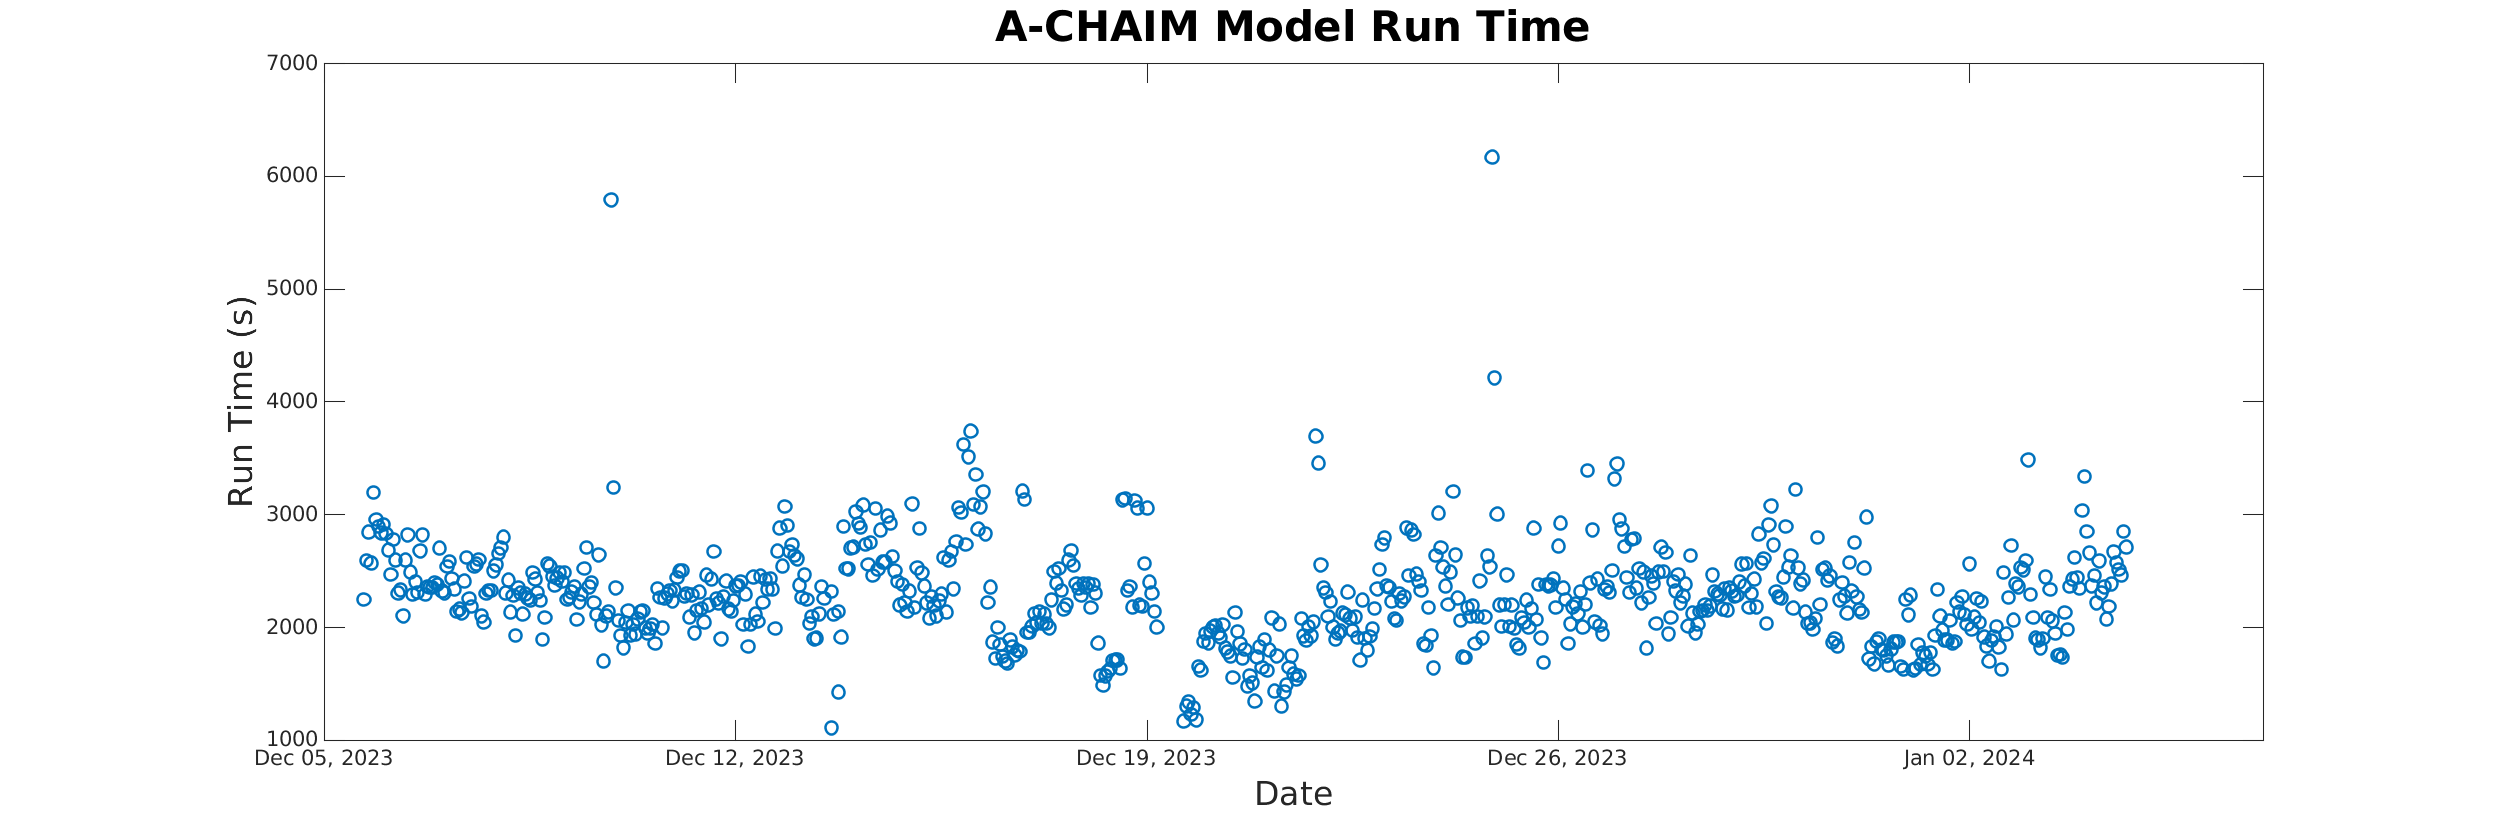 A-CHAIM Model Run Time
7000
6000
5000
4000
3000
2000
1000
Run Time (s)
Dec 05, 2023
Dec 12, 2023
Dec 19, 2023
Dec 26, 2023
Jan 02, 2024
Date